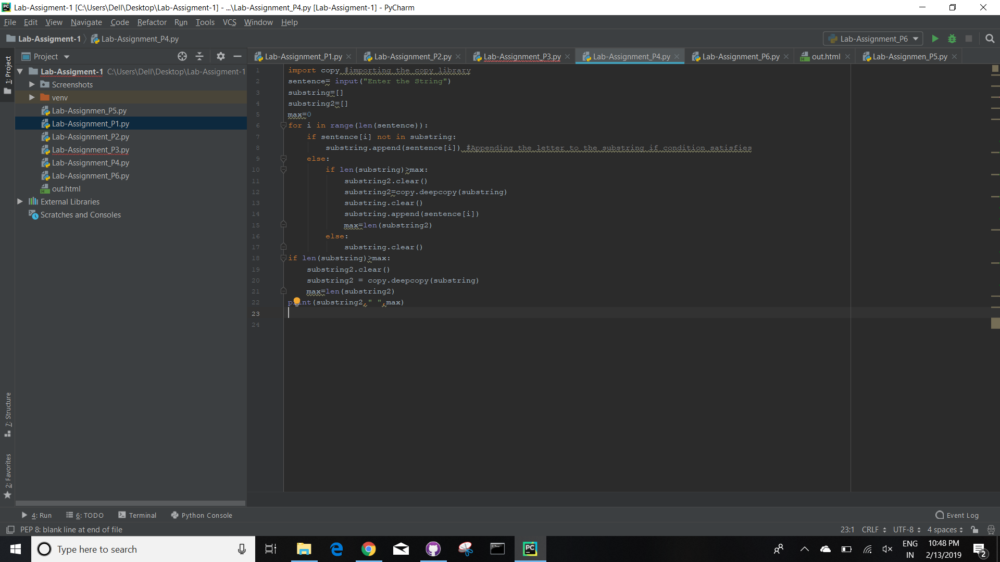 Lab-Assigment-1 [C:\Users\Dell\Desktop\Lab-Assigment-1] - ...\Lab-Assignment_P4.py [Lab-Assigment-1] - PyCharm
File Edit View Navigate Code Refactor Run Tools VCS Window Help
Lab-Assigment-1 Lab-Assignment_P4.py
Lab-Assignment_P6
1: Project
Project
Lab-Assignment_P1.py Lab-Assignment_P2.py Lab-Assignment_P3.py Lab-Assignment_P4.py Lab-Assignment_P6.py out.html Lab-Assignmen_P5.py
Lab-Assigment-1 C:\Users\Dell\Desktop\Lab-Assigment-1
Screenshots
venv
Lab-Assignmen_P5.py
Lab-Assignment_P1.py
Lab-Assignment_P2.py
Lab-Assignment_P3.py
Lab-Assignment_P4.py
Lab-Assignment_P6.py
out.html
External Libraries
Scratches and Consoles
1 import copy #importing the copy library
2 sentence= input("Enter the String")
3 substring=[]
4 substring2=[]
5 max=0
6 for i in range(len(sentence)):
7 if sentence[i] not in substring:
8 substring.append(sentence[i]) #Appending the letter to the substring if condition satisfies
9 else:
10 if len(substring)>max:
11 substring2.clear()
12 substring2=copy.deepcopy(substring)
13 substring.clear()
14 substring.append(sentence[i])
15 max=len(substring2)
16 else:
17 substring.clear()
18 if len(substring)>max:
19 substring2.clear()
20 substring2 = copy.deepcopy(substring)
21 max=len(substring2)
22 print(substring2," ",max)
23
24
7: Structure
2: Favorites
4: Run 6: TODO Terminal Python Console Event Log
PEP 8: blank line at end of file 23:1 CRLF UTF-8 4 spaces
Type here to search
PC
ENG
IN
10:48 PM
2/13/2019
2